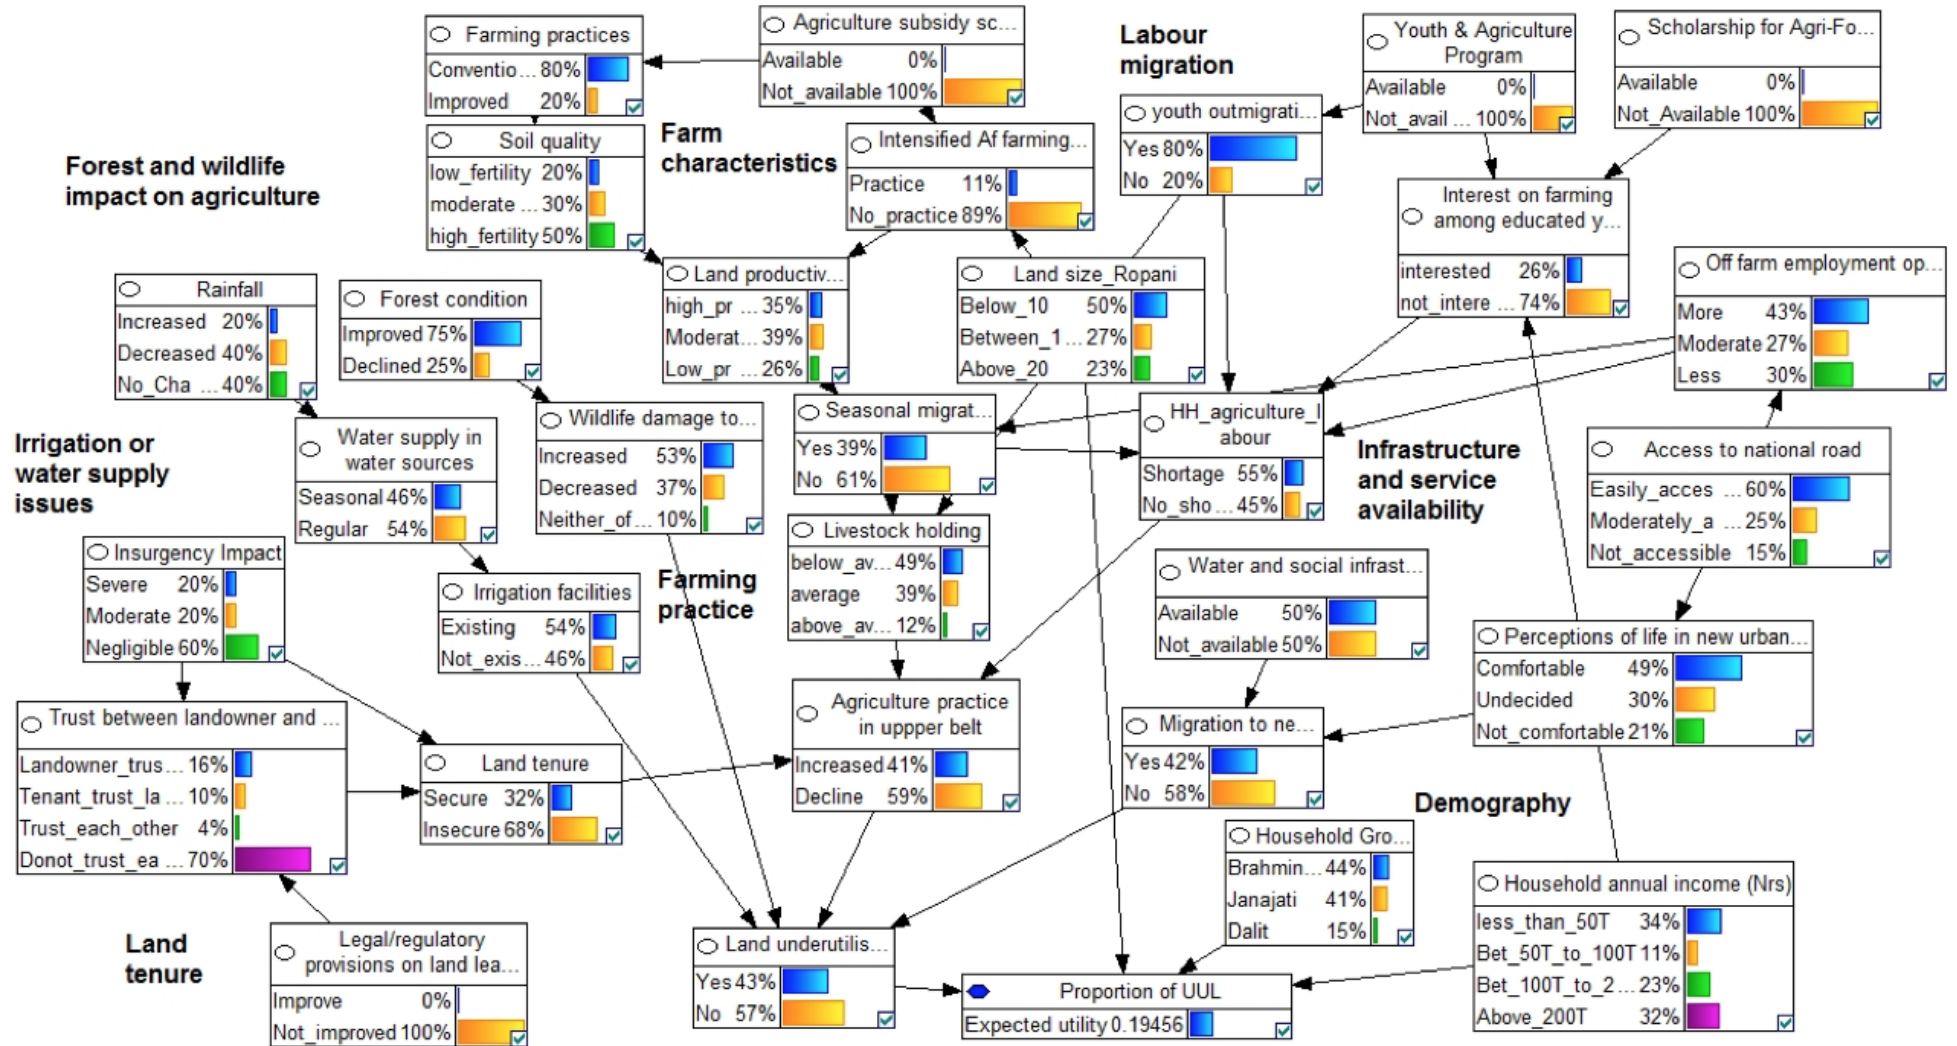 Farming practices
Conventio... 80%
Improved 20%
Agriculture subsidy sc...
Available 0%
Not_available 100%
Labour
migration
Youth & Agriculture
Program
Available 0%
Not_avail ... 100%
Scholarship for Agri-Fo...
Available 0%
Not_Available 100%
youth outmigrati...
Yes 80%
No 20%
Forest and wildlife
impact on agriculture
Soil quality
low_fertility 20%
moderate ... 30%
high_fertility 50%
Farm
characteristics
Intensified Af farming...
Practice 11%
No_practice 89%
Interest on farming
among educated y...
interested 26%
not_intere ... 74%
Off farm employment op...
More 43%
Moderate 27%
Less 30%
Rainfall
Increased 20%
Decreased 40%
No_Cha ... 40%
Forest condition
Improved 75%
Declined 25%
Land productiv...
high_pr ... 35%
Moderat... 39%
Low_pr ... 26%
Land size_Ropani
Below_10 50%
Between_1 ... 27%
Above_20 23%
Irrigation or
water supply
issues
Water supply in
water sources
Seasonal 46%
Regular 54%
Wildlife damage to...
Increased 53%
Decreased 37%
Neither_of... 10%
Seasonal migrat...
Yes 39%
No 61%
HH_agriculture_l
abour
Shortage 55%
No_sho ... 45%
Infrastructure
and service
availability
Access to national road
Easily_acces ... 60%
Moderately_a ... 25%
Not_accessible 15%
Insurgency Impact
Severe 20%
Moderate 20%
Negligible 60%
Irrigation facilities
Existing 54%
Not_exis... 46%
Farming
practice
Livestock holding
below_av... 49%
average 39%
above_av... 12%
Water and social infrast...
Available 50%
Not_available 50%
Perceptions of life in new urban...
Comfortable 49%
Undecided 30%
Not_comfortable 21%
Trust between landowner and ...
Landowner_trus... 16%
Tenant_trust_la ... 10%
Trust_each_other 4%
Donot_trust_ea ... 70%
Land tenure
Secure 32%
Insecure 68%
Agriculture practice
in uppper belt
Increased 41%
Decline 59%
Migration to ne...
Yes 42%
No 58%
Demography
Household Gro...
Brahmin... 44%
Janajati 41%
Dalit 15%
Household annual income (Nrs)
less_than_50T 34%
Bet_50T_to_100T 11%
Bet_100T_to_2... 23%
Above_200T 32%
Land
tenure
Legal/regulatory
provisions on land lea...
Improve 0%
Not_improved 100%
Land underutilis...
Yes 43%
No 57%
Proportion of UUL
Expected utility 0.19456